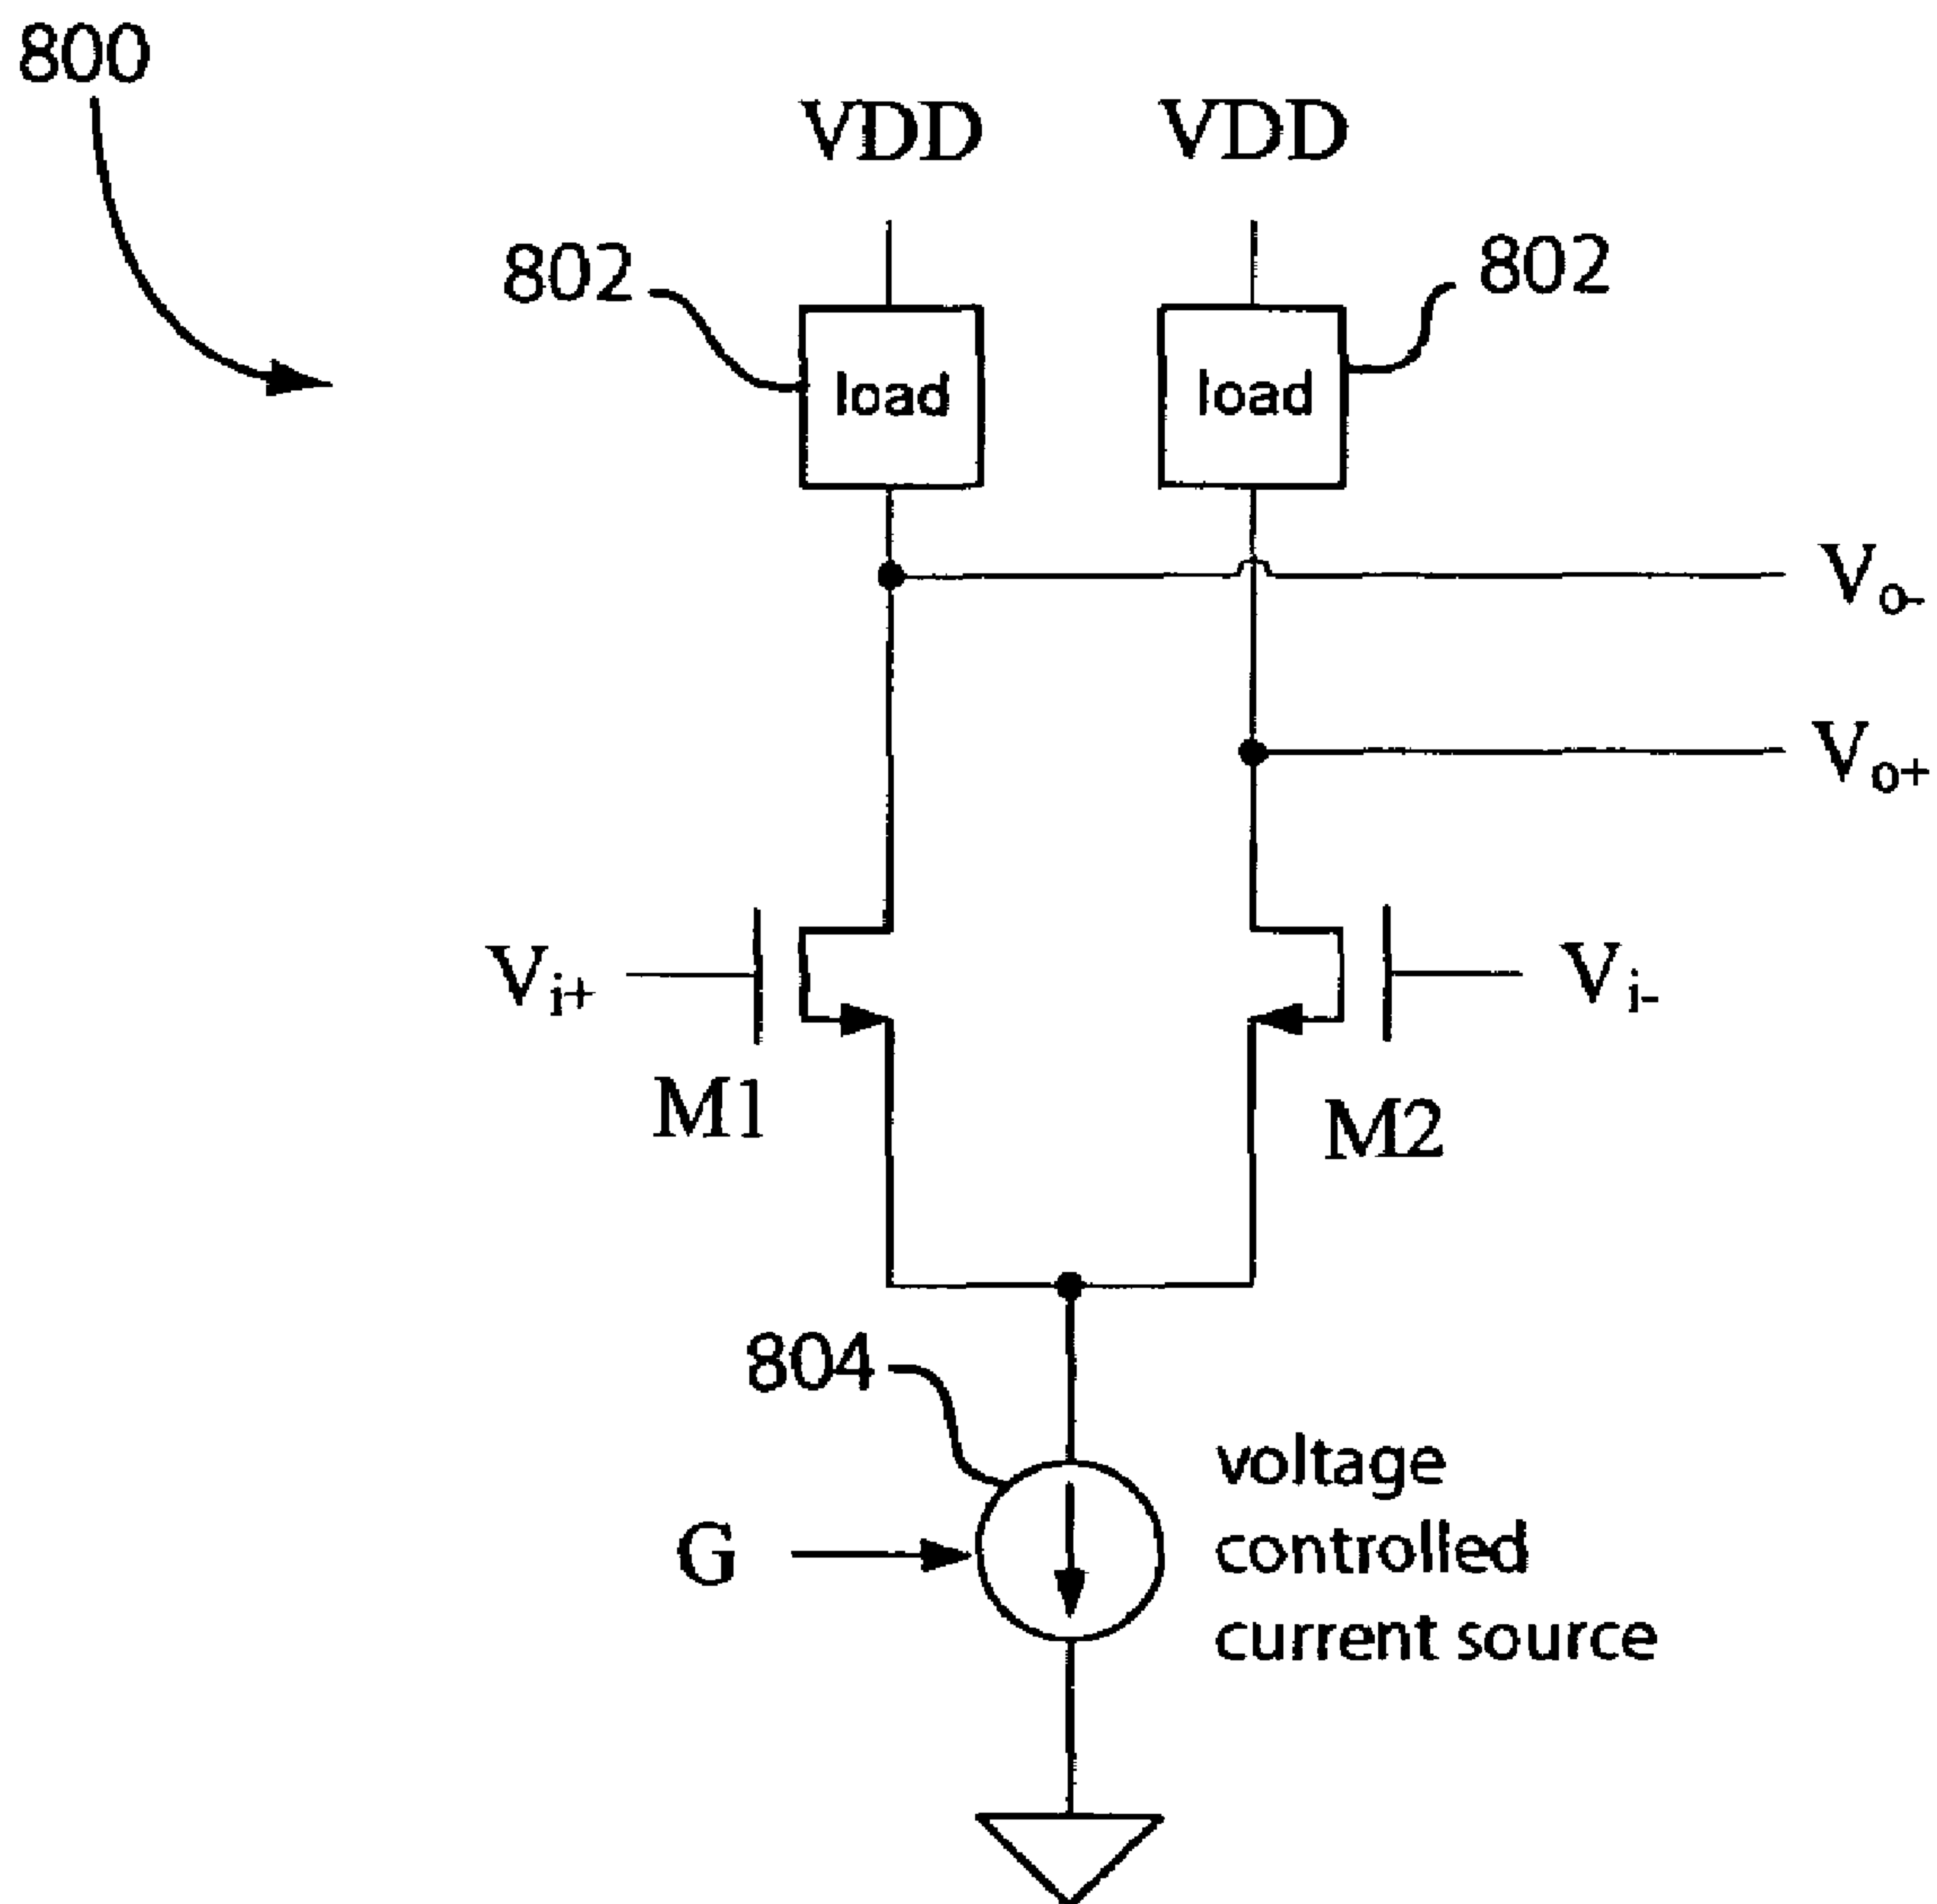 800
VDD VDD
802 802
load load
Vo-
Vo+
Vi+ Vi-
M1 M2
804
voltage
G controlled
current source